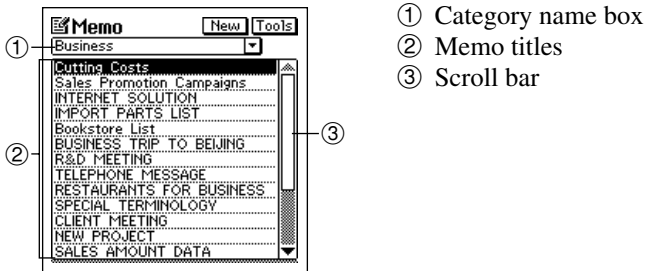 Memo New Tools
① Business
Cutting Costs
Sales Promotion Campaigns
INTERNET SOLUTION
IMPORT PARTS LIST
Bookstore List
BUSINESS TRIP TO BEIJING
R&D MEETING
TELEPHONE MESSAGE
RESTAURANTS FOR BUSINESS
SPECIAL TERMINOLOGY
CLIENT MEETING
NEW PROJECT
SALES AMOUNT DATA
②
③
① Category name box
② Memo titles
③ Scroll bar